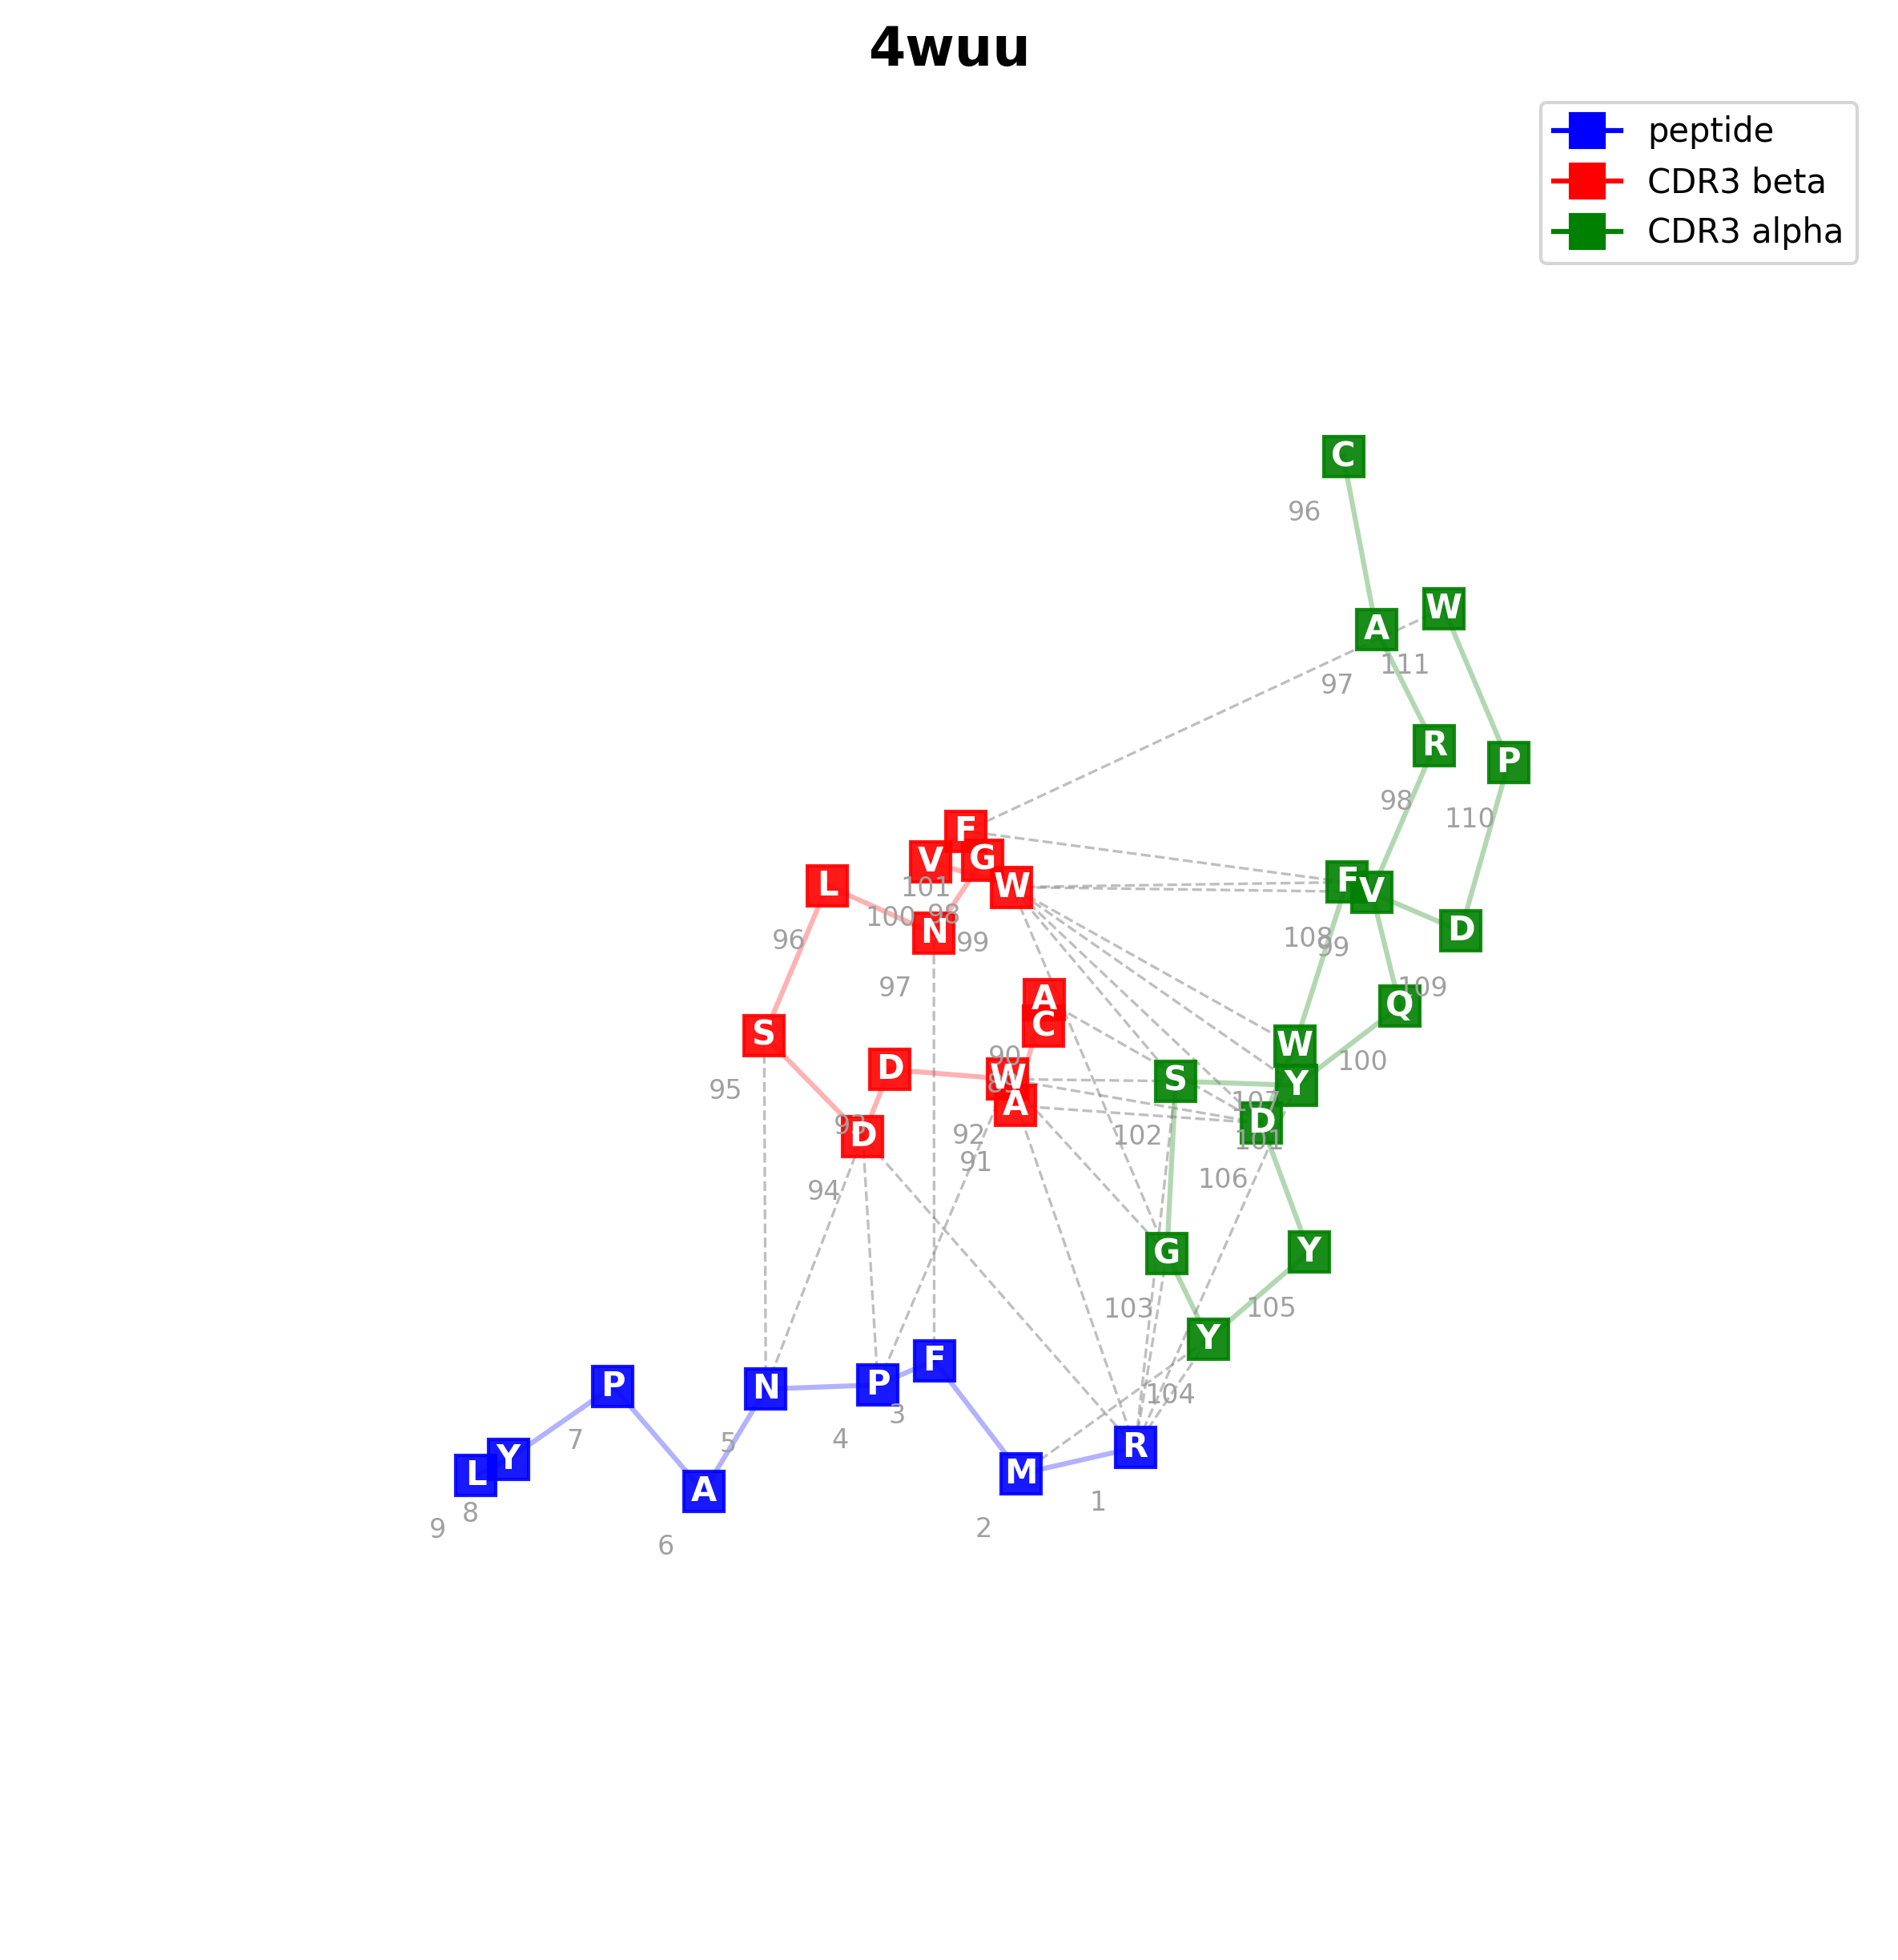 4wuu
peptide
CDR3 beta
CDR3 alpha
C
96
A
W
97
111
R
P
98
110
F
V
G
L
W
F
V
D
101
100
98
N
99
96
97
108
99
109
A
C
Q
S
D
W
90
W
100
S
Y
95
93
D
92
A
91
102
107
D
101
94
106
G
Y
103
105
Y
104
P
N
P
F
3
7
5
4
R
L
Y
A
M
1
9
8
6
2